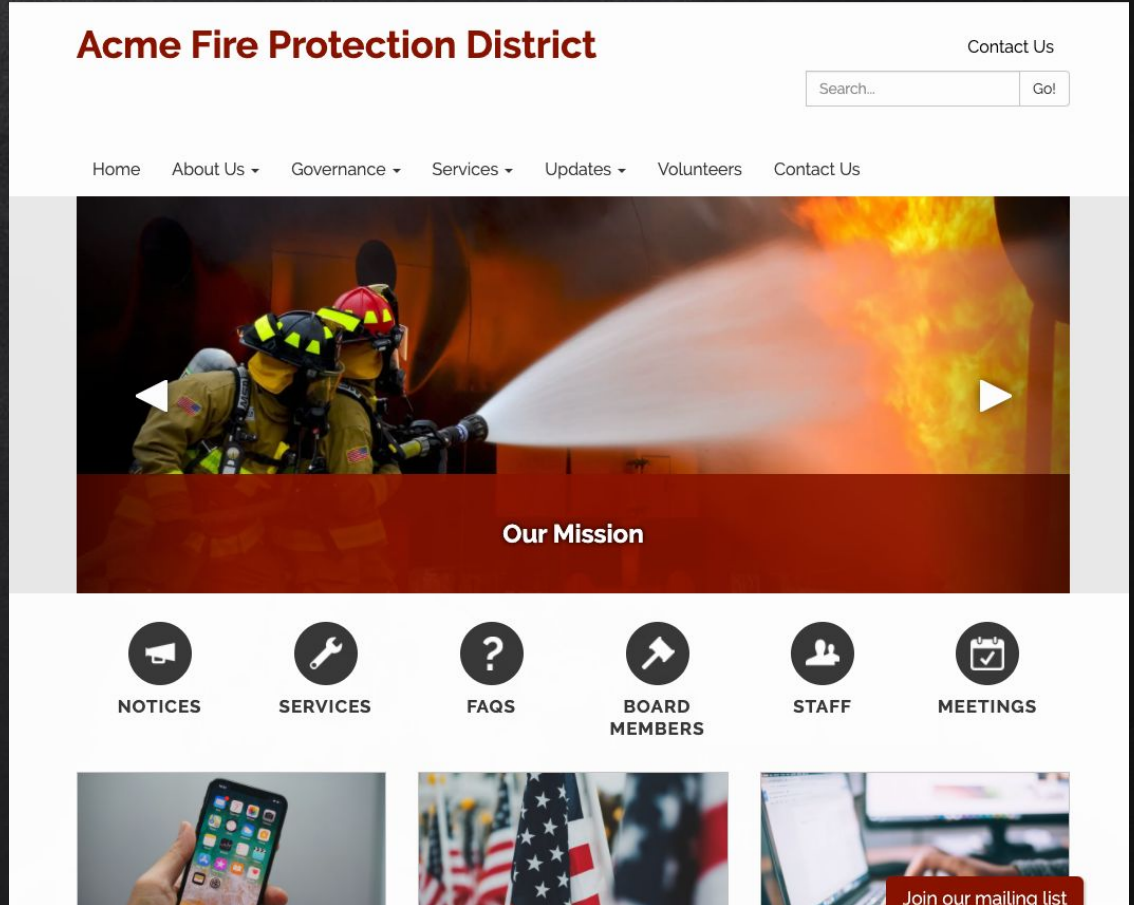 Acme Fire Protection District
Contact Us
Search...
Go!
Home
About Us
Governance
Services
Updates
Volunteers
Contact Us
Our Mission
NOTICES
SERVICES
FAQS
BOARD
MEMBERS
STAFF
MEETINGS
Join our mailing list